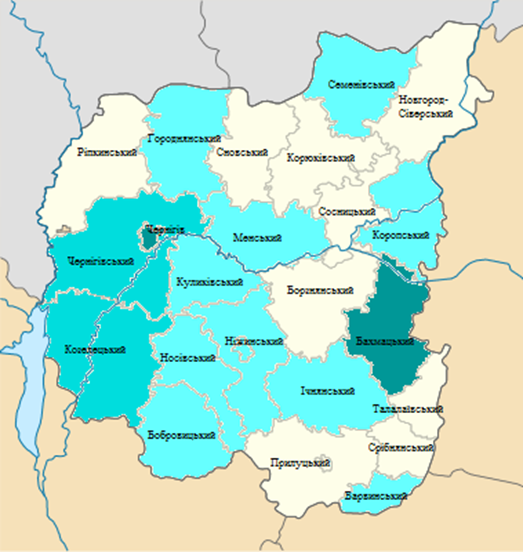 Семенівський
Новгород-
Сіверський
Городнянський
Ріпкинський
Сновський
Корюківський
Сосницький
Чернігів
Менський
Коропський
Чернігівський
Куликівський
Борзнянський
Козелецький
Носівський
Ніжинський
Бахмацький
Ічнянський
Талалаївський
Бобровицький
Срібнянський
Прилуцький
Варвинський